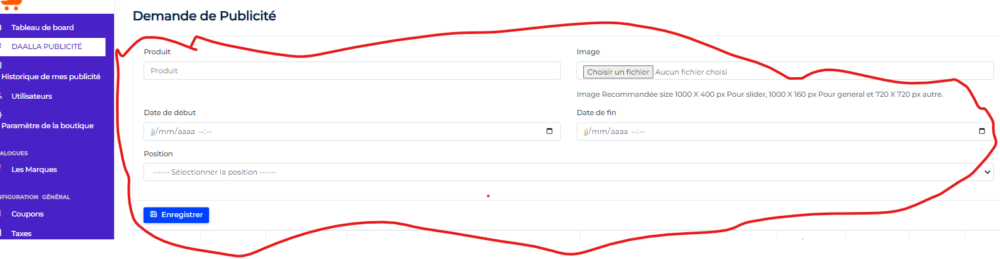 Demande de Publicité
Tableau de board
DAALLA PUBLICITÉ
Historique de mes publicité
Utilisateurs
Paramètre de la boutique
Les Marques
GÉNÉRAL
Coupons
Taxes
Produit
Image
Produit
Choisir un fichier Aucun fichier choisi
Image Recommandée size 1000 X 400 px Pour slider, 1000 X 160 px Pour general et 720 X 720 px autre.
Date de début
Date de fin
jj/mm/aaaa --:--
jj/mm/aaaa --:--
Position
------ Sélectionner la position ------
Enregistrer